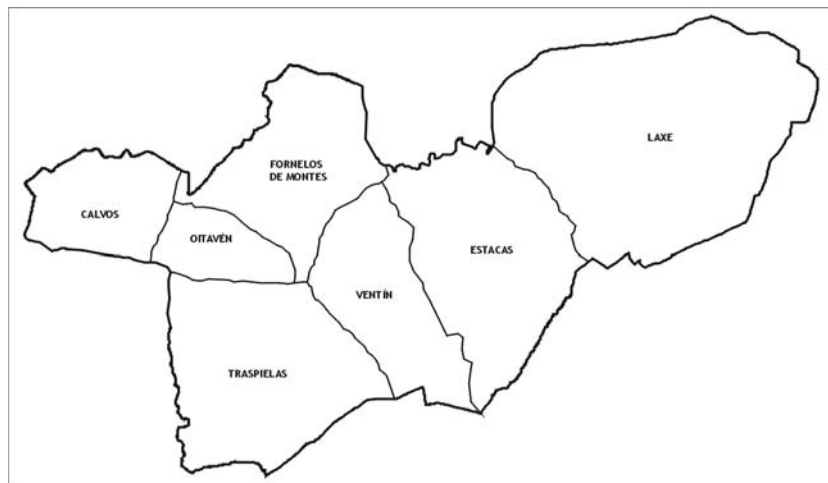 LAXE
FORNELOS
DE MONTES
CALVOS
OITAVÉN
ESTACAS
VENTÍN
TRASPIELAS